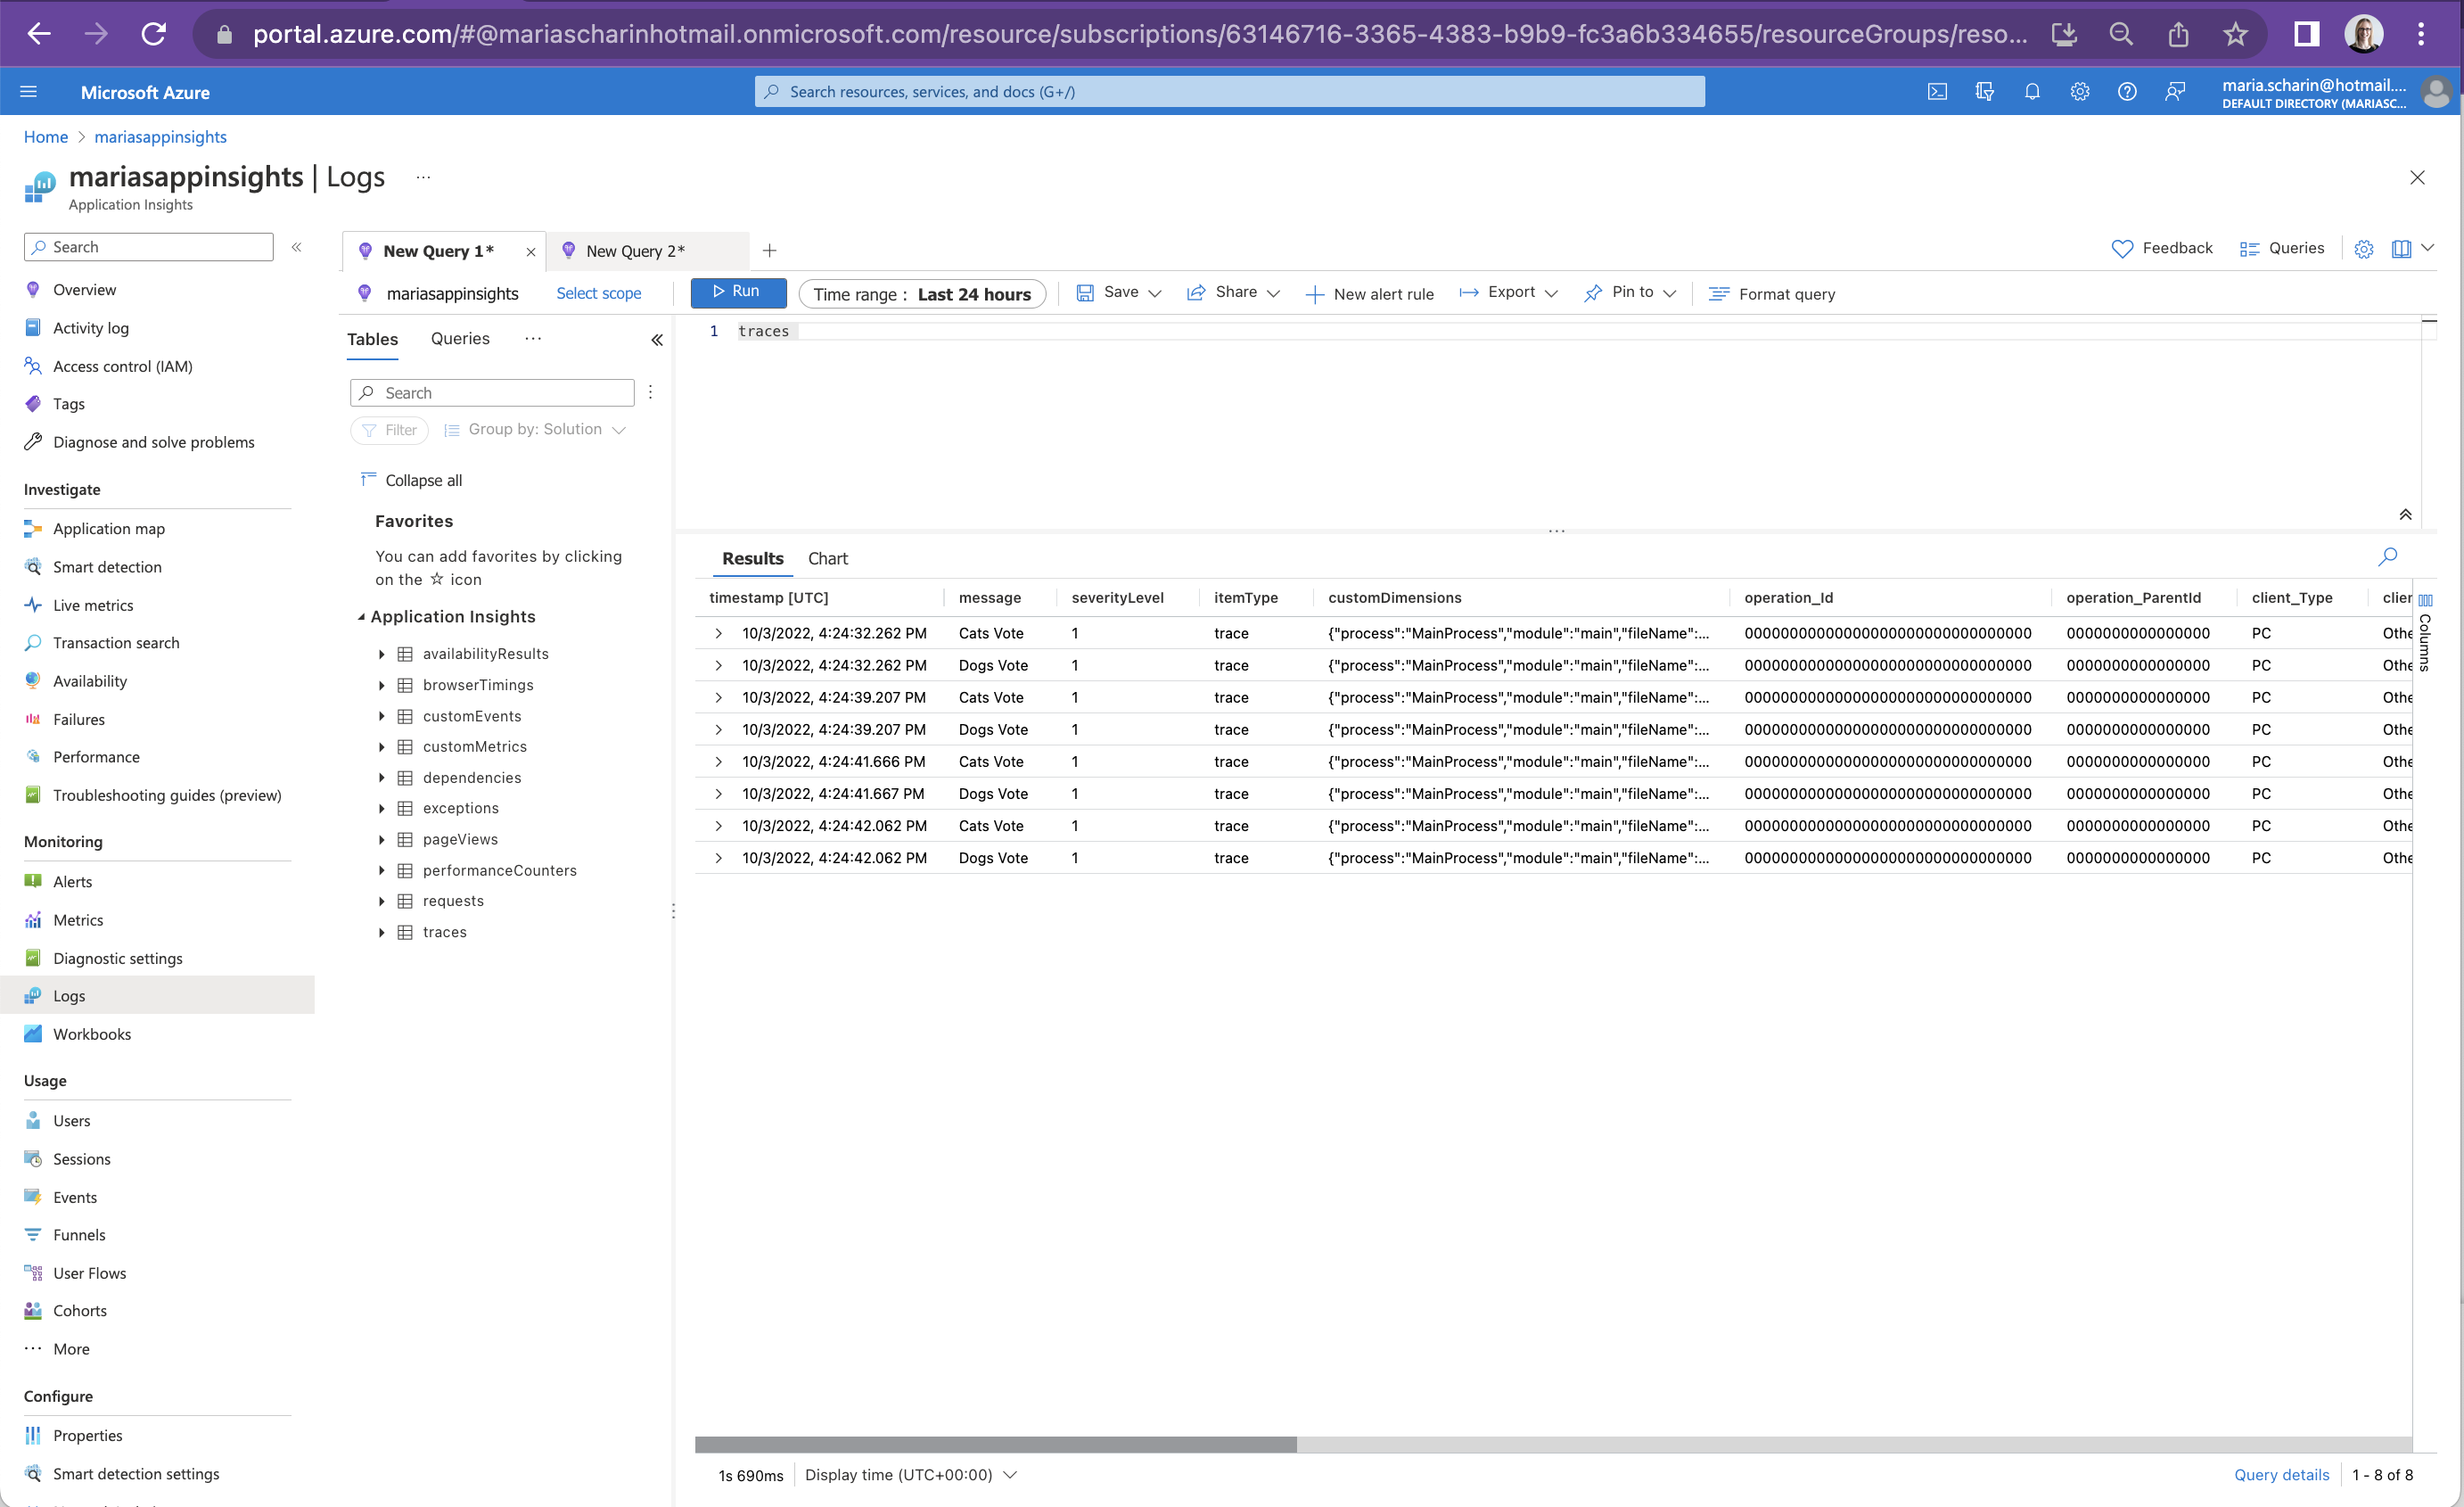 portal.azure.com/#@mariascharinhotmail.onmicrosoft.com/resource/subscriptions/63146716-3365-4383-b9b9-fc3a6b334655/resourceGroups/reso...
Microsoft Azure
Search resources, services, and docs (G+/)
maria.scharin@hotmail....
DEFAULT DIRECTORY (MARIASC...
Home > mariasappinsights
mariasappinsights | Logs ...
Application Insights
Search
Overview
Activity log
Access control (IAM)
Tags
Diagnose and solve problems
Investigate
Application map
Smart detection
Live metrics
Transaction search
Availability
Failures
Performance
Troubleshooting guides (preview)
Monitoring
Alerts
Metrics
Diagnostic settings
Logs
Workbooks
Usage
Users
Sessions
Events
Funnels
User Flows
Cohorts
More
Configure
Properties
Smart detection settings
New Query 1*
New Query 2*
Feedback
Queries
mariasappinsights
Select scope
Run
Time range : Last 24 hours
Save
Share
New alert rule
Export
Pin to
Format query
Tables
Queries
Search
Filter
Group by: Solution
Collapse all
Favorites
You can add favorites by clicking
on the ☆ icon
Application Insights
availabilityResults
browserTimings
customEvents
customMetrics
dependencies
exceptions
pageViews
performanceCounters
requests
traces
1 traces
Results
Chart
timestamp [UTC] message severityLevel itemType customDimensions operation_Id operation_ParentId client_Type clier
10/3/2022, 4:24:32.262 PM Cats Vote 1 trace {"process":"MainProcess","module":"main","fileName":... 00000000000000000000000000000000 0000000000000000 PC Othe
10/3/2022, 4:24:32.262 PM Dogs Vote 1 trace {"process":"MainProcess","module":"main","fileName":... 00000000000000000000000000000000 0000000000000000 PC Othe
10/3/2022, 4:24:39.207 PM Cats Vote 1 trace {"process":"MainProcess","module":"main","fileName":... 00000000000000000000000000000000 0000000000000000 PC Othe
10/3/2022, 4:24:39.207 PM Dogs Vote 1 trace {"process":"MainProcess","module":"main","fileName":... 00000000000000000000000000000000 0000000000000000 PC Othe
10/3/2022, 4:24:41.666 PM Cats Vote 1 trace {"process":"MainProcess","module":"main","fileName":... 00000000000000000000000000000000 0000000000000000 PC Othe
10/3/2022, 4:24:41.667 PM Dogs Vote 1 trace {"process":"MainProcess","module":"main","fileName":... 00000000000000000000000000000000 0000000000000000 PC Othe
10/3/2022, 4:24:42.062 PM Cats Vote 1 trace {"process":"MainProcess","module":"main","fileName":... 00000000000000000000000000000000 0000000000000000 PC Othe
10/3/2022, 4:24:42.062 PM Dogs Vote 1 trace {"process":"MainProcess","module":"main","fileName":... 00000000000000000000000000000000 0000000000000000 PC Othe
Columns
1s 690ms
Display time (UTC+00:00)
Query details
1 - 8 of 8